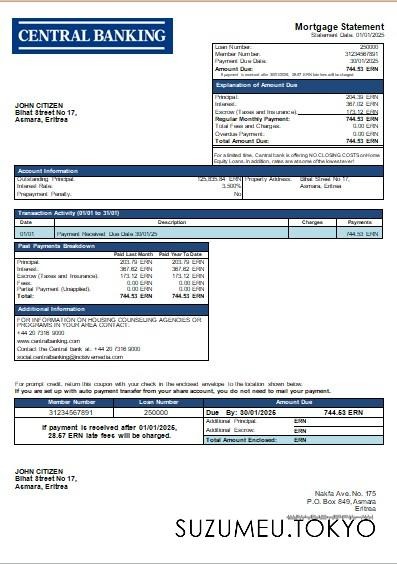 CENTRAL BANKING
Mortgage Statement
Statement Date: 01/01/2025
Loan Number: 250000
Member Number: 31234567891
Payment Due Date: 30/01/2025
Amount Due: 744.53 ERN
If payment is received after 30/1/2025, 28.57 ERN late fees will be charged.
Explanation of Amount Due
Principal: 204.39 ERN
Interest: 367.02 ERN
Escrow (Taxes and Insurance): 173.12 ERN
Regular Monthly Payment: 744.53 ERN
Total Fees and Charges: 0.00 ERN
Overdue Payment: 0.00 ERN
Total Amount Due: 744.53 ERN
For a limited time, Central bank is offering NO CLOSING COSTS on Home
Equity Loans. In addition, rates are at some of the lowest ever!
JOHN CITIZEN
Bihat Street No 17,
Asmara, Eritrea
Account Information
Outstanding Principal: 125,835.84 ERN
Interest Rate: 3.500%
Prepayment Penalty: No
Property Address: Bihat Street No 17,
Asmara, Eritrea
Transaction Activity (01/01 to 31/01)
Date Description Charges Payments
01/01 Payment Received Due Date 30/01/25 744.53 ERN
Past Payments Breakdown
Paid Last Month Paid Year To Date
Principal: 203.79 ERN 203.79 ERN
Interest: 367.62 ERN 367.62 ERN
Escrow (Taxes and Insurance): 173.12 ERN 173.12 ERN
Fees: 0.00 ERN 0.00 ERN
Partial Payment (Unapplied): 0.00 ERN 0.00 ERN
Total: 744.53 ERN 744.53 ERN
Additional Information
FOR INFORMATION ON HOUSING COUNSELING AGENCIES OR
PROGRAMS IN YOUR AREA CONTACT:
+44 20 7316 9000
www.centralbanking.com
Contact the Central bank at: +44 20 7316 9000
social.centralbanking@incisivemedia.com
For prompt credit, return this coupon with your check in the enclosed envelope to the location shown below.
If you are set up with auto payment transfer from your share account, you do not need to mail your payment.
Member Number Loan Number Amount Due
31234567891 250000 Due By: 30/01/2025 744.53 ERN
If payment is received after 01/01/2025,
28.57 ERN late fees will be charged.
Additional Principal: ERN
Additional Escrow: ERN
Total Amount Enclosed: ERN
JOHN CITIZEN
Bihat Street No 17,
Asmara, Eritrea
Nakfa Ave. No. 175
P.O. Box 849, Asmara
Eritrea
SUZUMEU.TOKYO